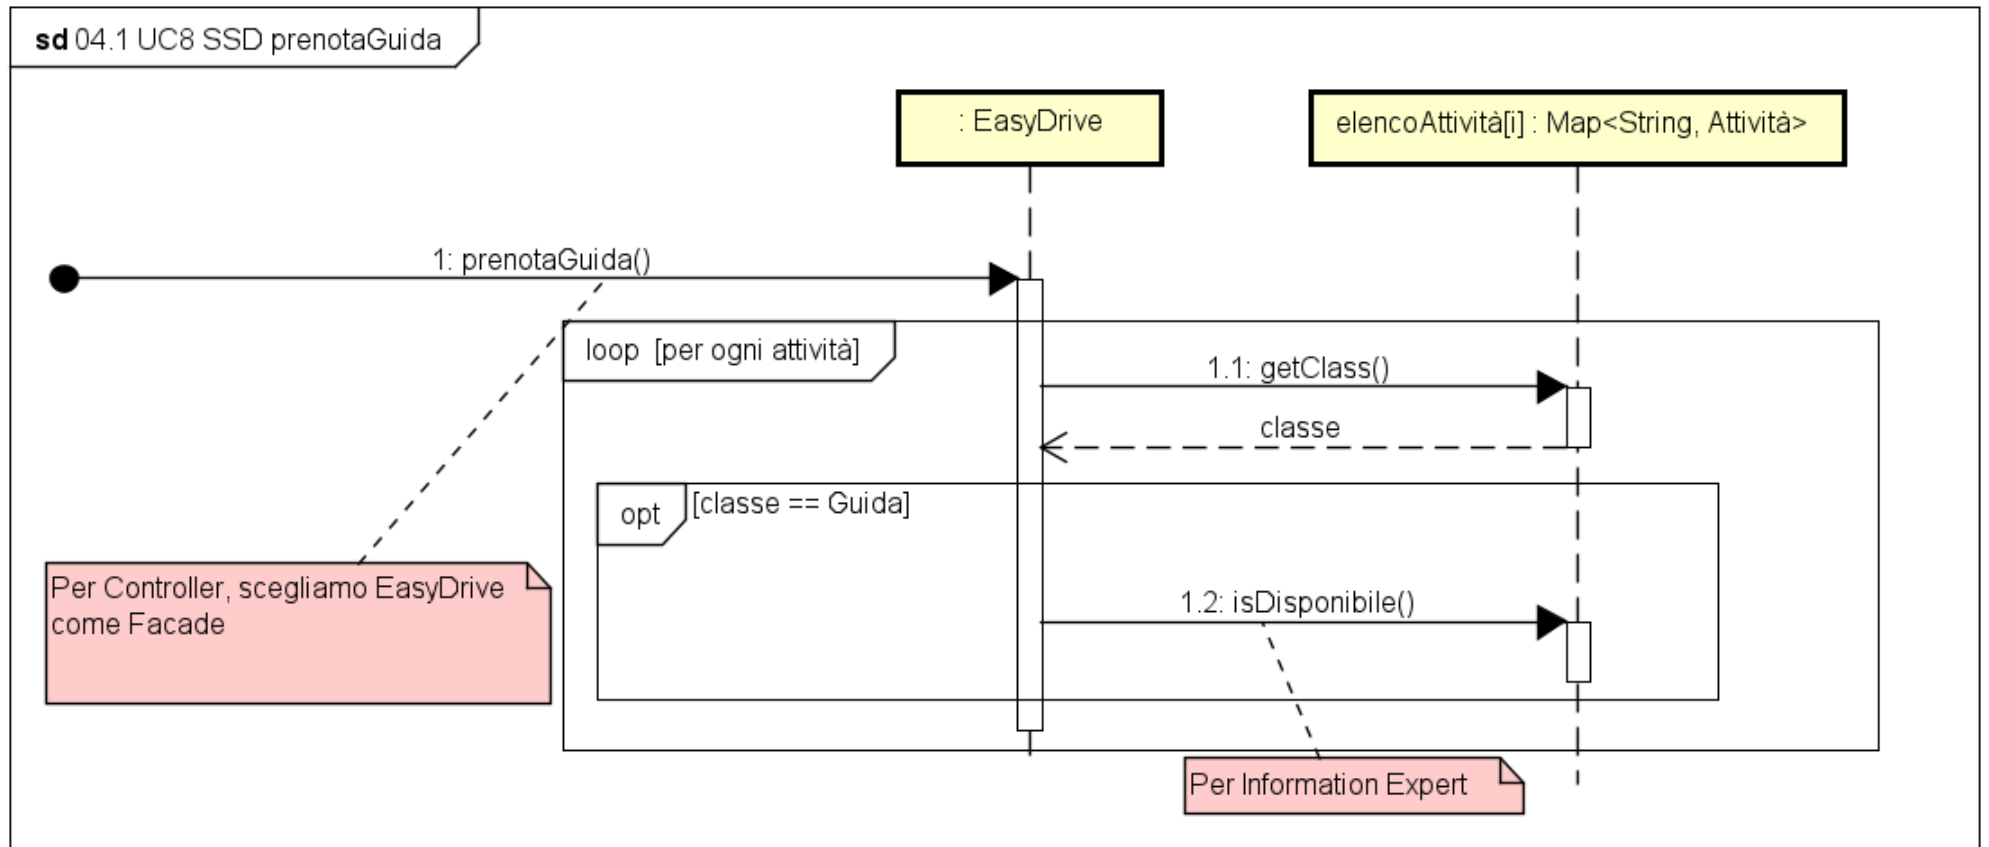 sd 04.1 UC8 SSD prenotaGuida
: EasyDrive
elencoAttività[i] : Map<String, Attività>
1: prenotaGuida()
loop [per ogni attività]
1.1: getClass()
classe
opt [classe == Guida]
Per Controller, scegliamo EasyDrive
come Facade
1.2: isDisponibile()
Per Information Expert